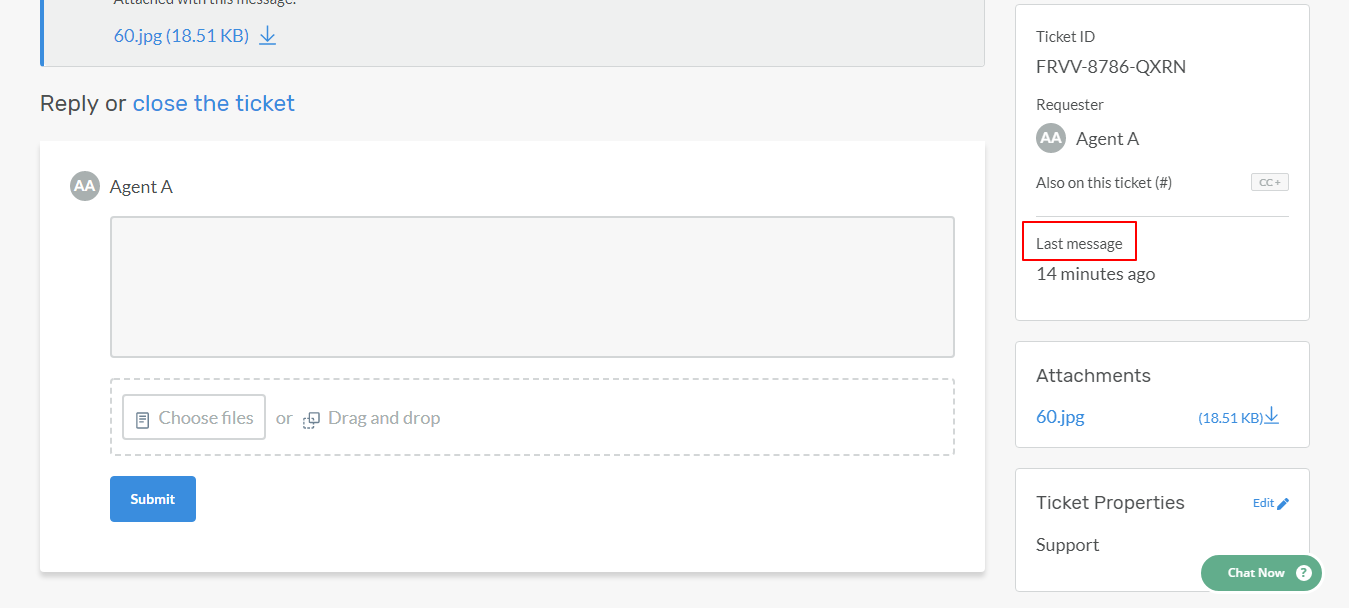 Attached with this message:
60.jpg (18.51 KB)
Reply or close the ticket
AA Agent A
Choose files or Drag and drop
Submit
Ticket ID
FRVV-8786-QXRN
Requester
AA Agent A
Also on this ticket (#) CC +
Last message
14 minutes ago
Attachments
60.jpg (18.51 KB)
Ticket Properties Edit
Support
Chat Now ?